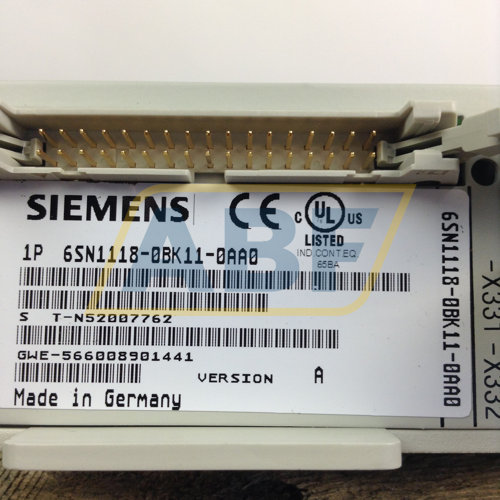 SIEMENS CE C UL US
LISTED
IND.CONT.EQ.
65BA
1P 6SN1118-0BK11-0AA0
S T-N52007762
GWE-566008901441
VERSION A
Made in Germany
6SN1118-0BK11-0AA0
-X331 -X332
ABF